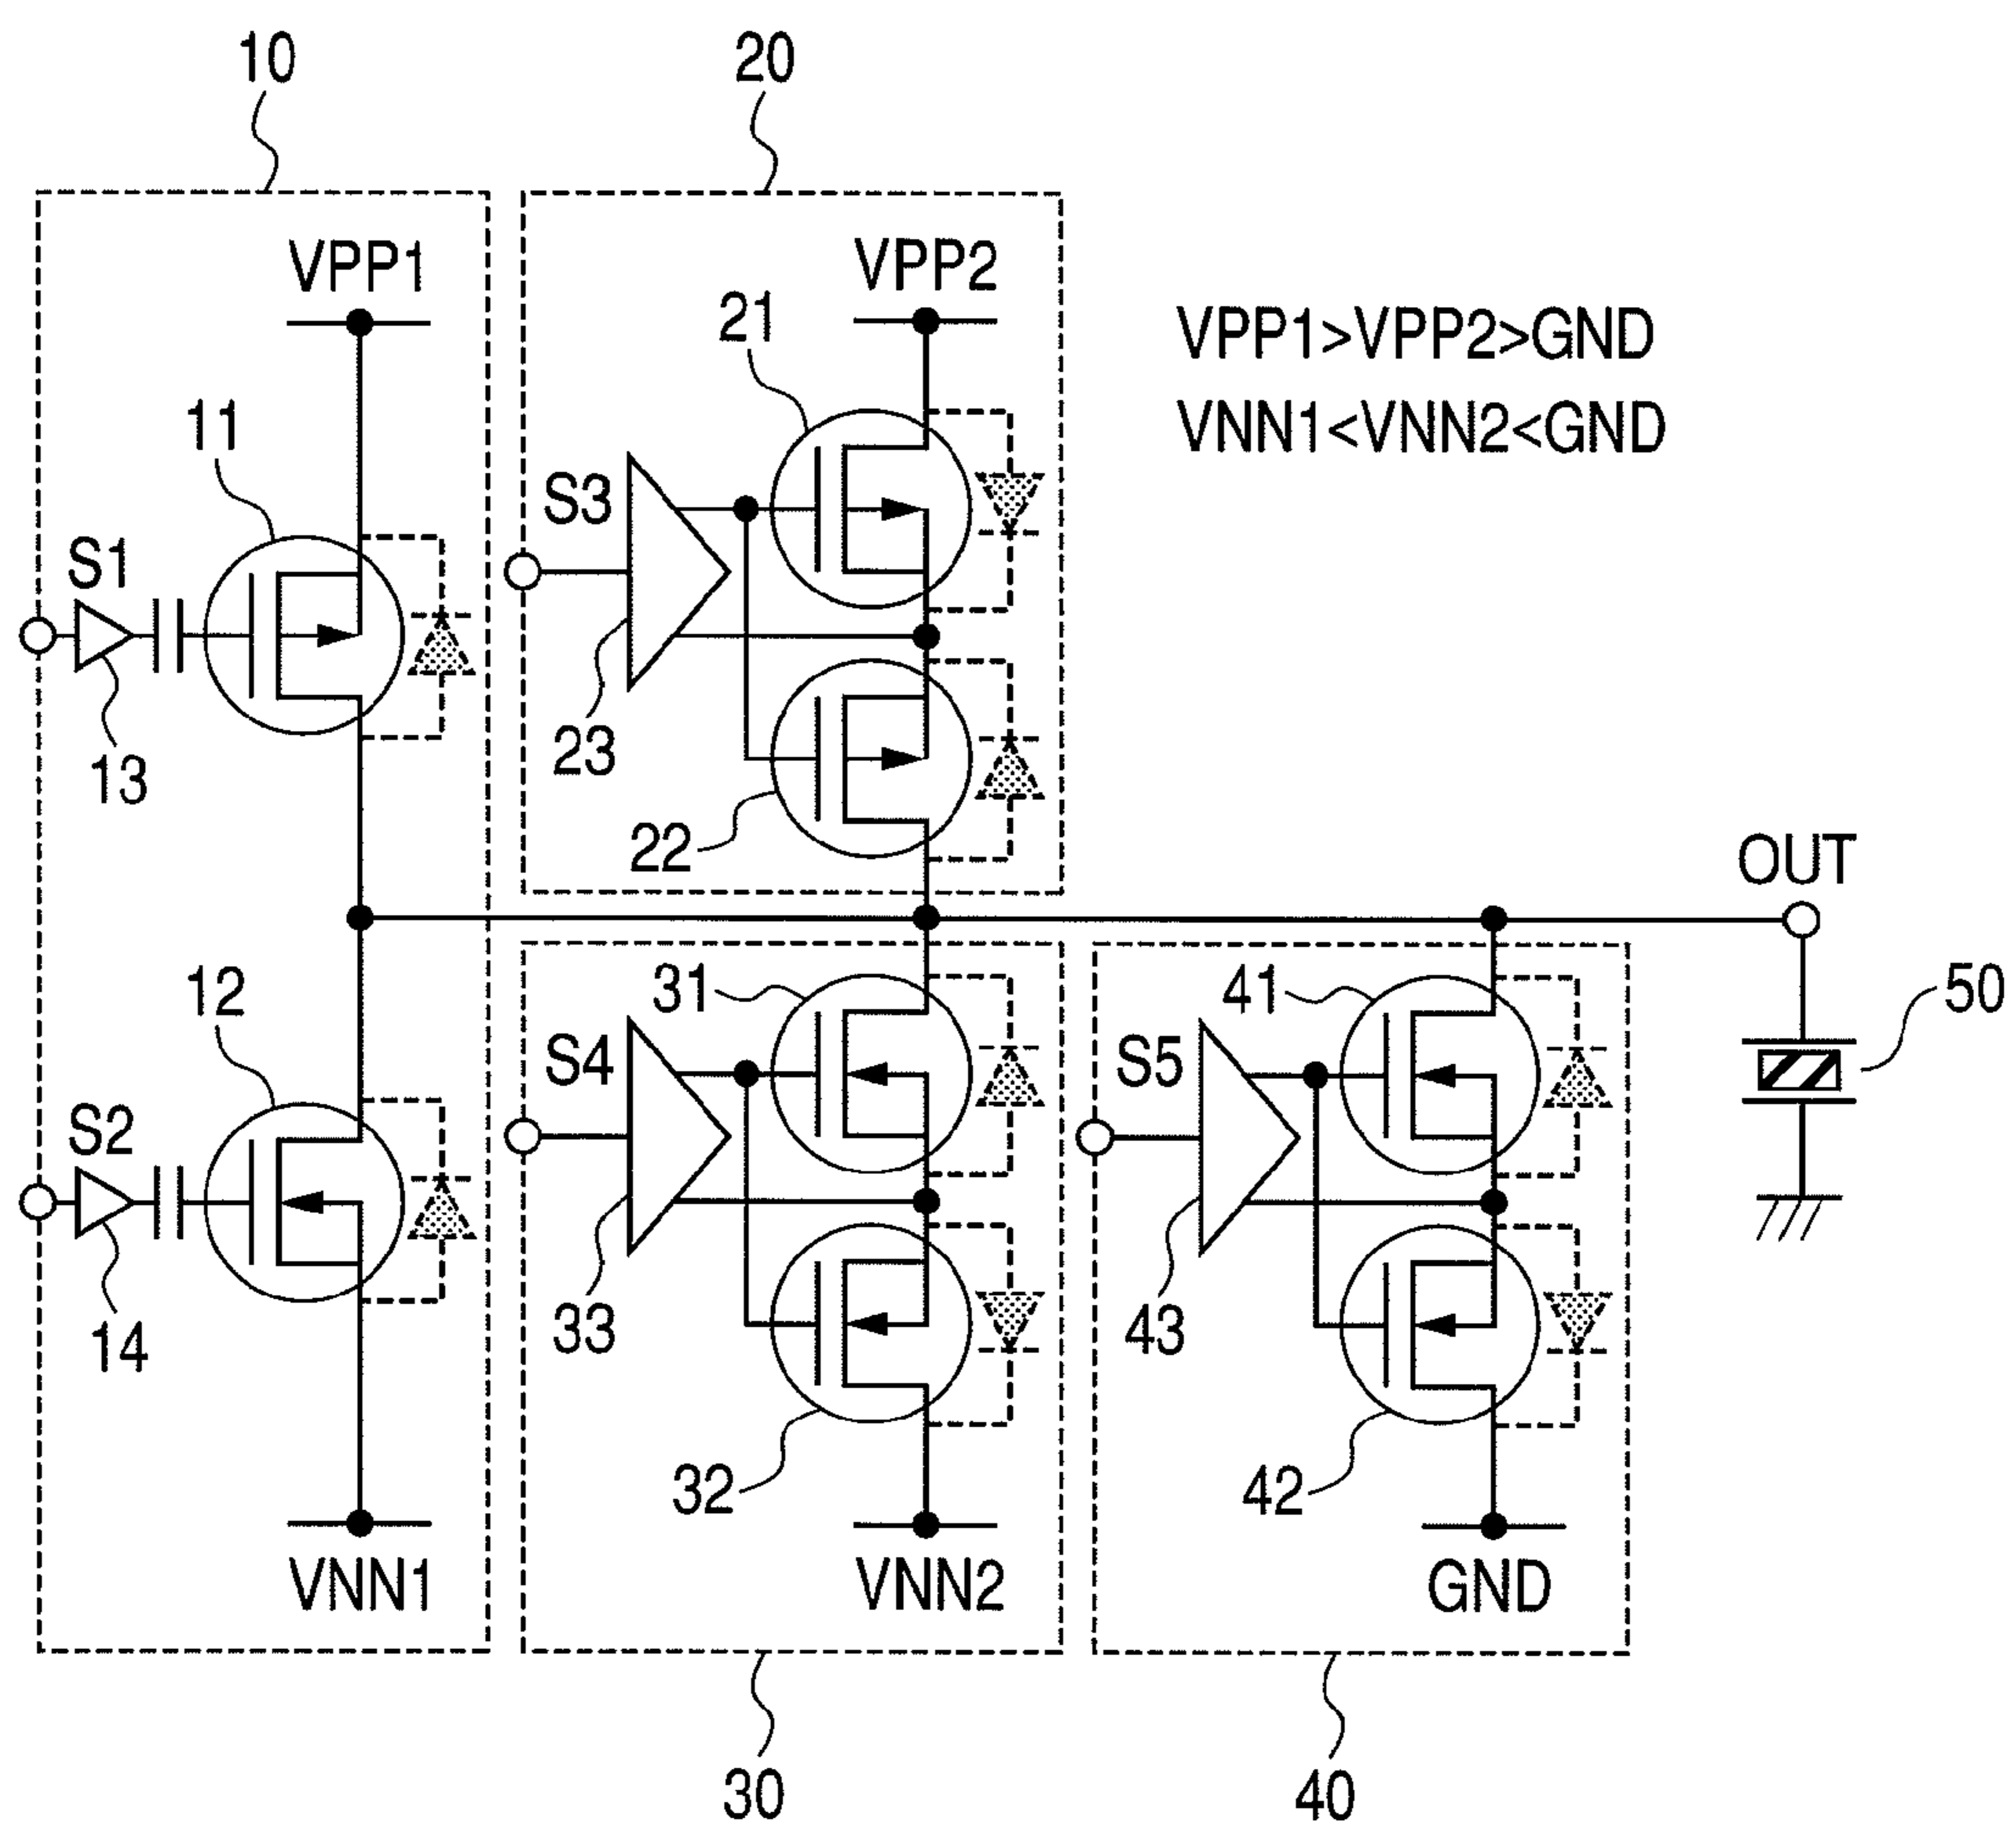 10
20
VPP1
VPP2
21
VPP1>VPP2>GND
VNN1<VNN2<GND
11
S3
S1
23
13
22
OUT
12
31
41
50
S4
S5
S2
33
43
14
32
42
VNN1
VNN2
GND
30
40